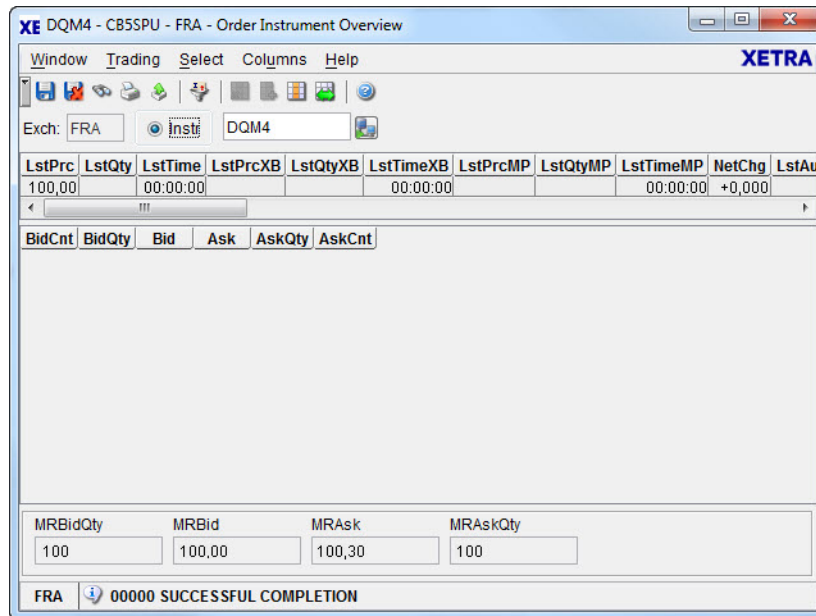 XE DQM4 - CB5SPU - FRA - Order Instrument Overview
Window Trading Select Columns Help XETRA
Exch: FRA Instr DQM4
LstPrc LstQty LstTime LstPrcXB LstQtyXB LstTimeXB LstPrcMP LstQtyMP LstTimeMP NetChg LstAu
100,00 00:00:00 00:00:00 00:00:00 +0,000
BidCnt BidQty Bid Ask AskQty AskCnt
MRBidQty MRBid MRAsk MRAskQty
100 100,00 100,30 100
FRA 00000 SUCCESSFUL COMPLETION